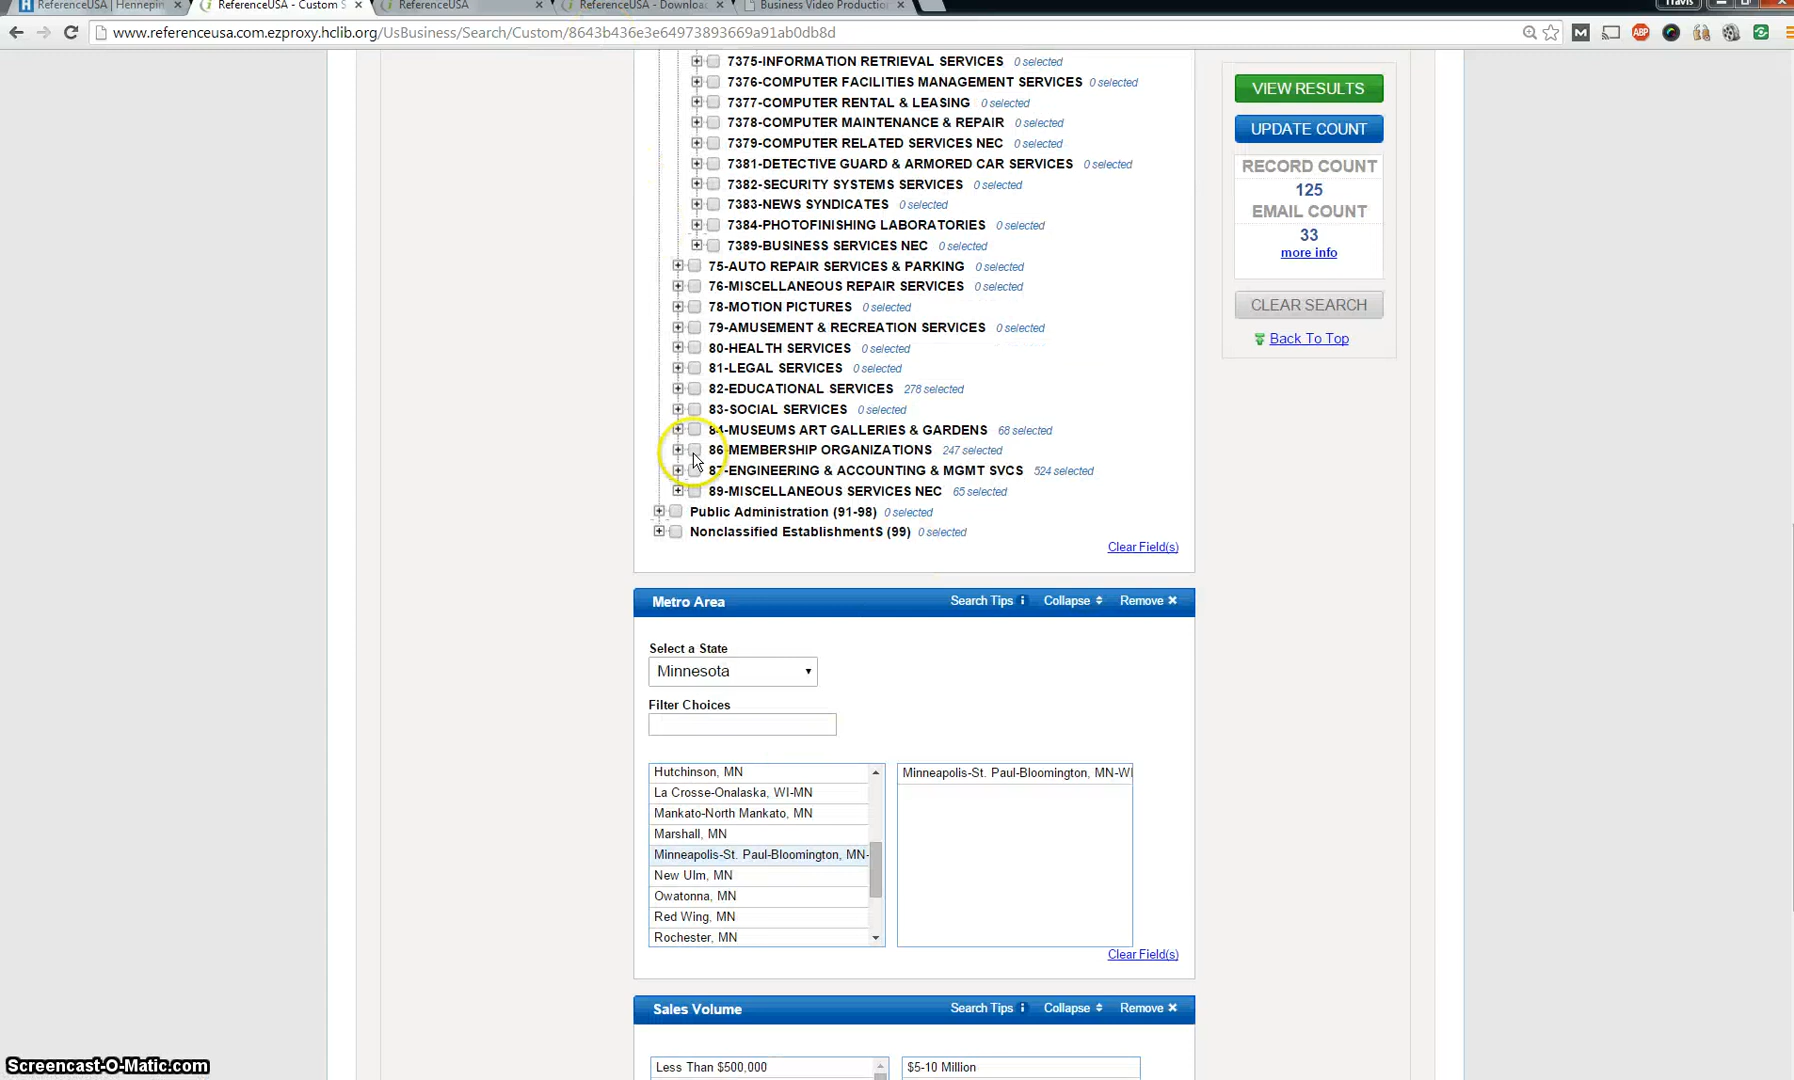 ReferenceUSA | Hennepin
ReferenceUSA - Custom S
ReferenceUSA
ReferenceUSA - Downloa
Business Video Productio
Travis
www.referenceusa.com.ezproxy.hclib.org/UsBusiness/Search/Custom/8643b436e3e64973893669a91ab0db8d
7375-INFORMATION RETRIEVAL SERVICES 0 selected
7376-COMPUTER FACILITIES MANAGEMENT SERVICES 0 selected
7377-COMPUTER RENTAL & LEASING 0 selected
7378-COMPUTER MAINTENANCE & REPAIR 0 selected
7379-COMPUTER RELATED SERVICES NEC 0 selected
7381-DETECTIVE GUARD & ARMORED CAR SERVICES 0 selected
7382-SECURITY SYSTEMS SERVICES 0 selected
7383-NEWS SYNDICATES 0 selected
7384-PHOTOFINISHING LABORATORIES 0 selected
7389-BUSINESS SERVICES NEC 0 selected
75-AUTO REPAIR SERVICES & PARKING 0 selected
76-MISCELLANEOUS REPAIR SERVICES 0 selected
78-MOTION PICTURES 0 selected
79-AMUSEMENT & RECREATION SERVICES 0 selected
80-HEALTH SERVICES 0 selected
81-LEGAL SERVICES 0 selected
82-EDUCATIONAL SERVICES 278 selected
83-SOCIAL SERVICES 0 selected
84-MUSEUMS ART GALLERIES & GARDENS 68 selected
86-MEMBERSHIP ORGANIZATIONS 247 selected
87-ENGINEERING & ACCOUNTING & MGMT SVCS 524 selected
89-MISCELLANEOUS SERVICES NEC 65 selected
Public Administration (91-98) 0 selected
Nonclassified EstablishmentS (99) 0 selected
Clear Field(s)
VIEW RESULTS
UPDATE COUNT
RECORD COUNT
125
EMAIL COUNT
33
more info
CLEAR SEARCH
Back To Top
Metro Area
Search Tips i
Collapse
Remove
Select a State
Minnesota
Filter Choices
Hutchinson, MN
La Crosse-Onalaska, WI-MN
Mankato-North Mankato, MN
Marshall, MN
Minneapolis-St. Paul-Bloomington, MN-
New Ulm, MN
Owatonna, MN
Red Wing, MN
Rochester, MN
Minneapolis-St. Paul-Bloomington, MN-WI
Clear Field(s)
Sales Volume
Search Tips i
Collapse
Remove
Less Than $500,000
$5-10 Million
Screencast-O-Matic.com